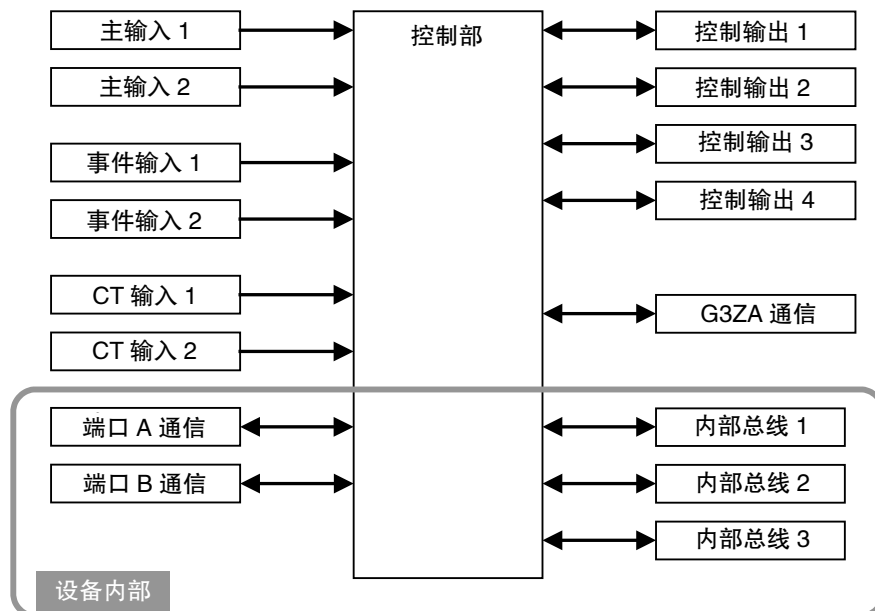 主输入 1
主输入 2
事件输入 1
事件输入 2
CT 输入 1
CT 输入 2
端口 A 通信
端口 B 通信
控制部
控制输出 1
控制输出 2
控制输出 3
控制输出 4
G3ZA 通信
内部总线 1
内部总线 2
内部总线 3
设备内部